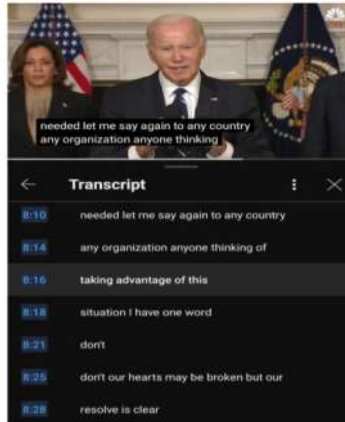 needed let me say again to any country
any organization anyone thinking
Transcript
8:10 needed let me say again to any country
8:14 any organization anyone thinking of
8:16 taking advantage of this
8:18 situation I have one word
8:21 don't
8:25 don't our hearts may be broken but our
8:28 resolve is clear